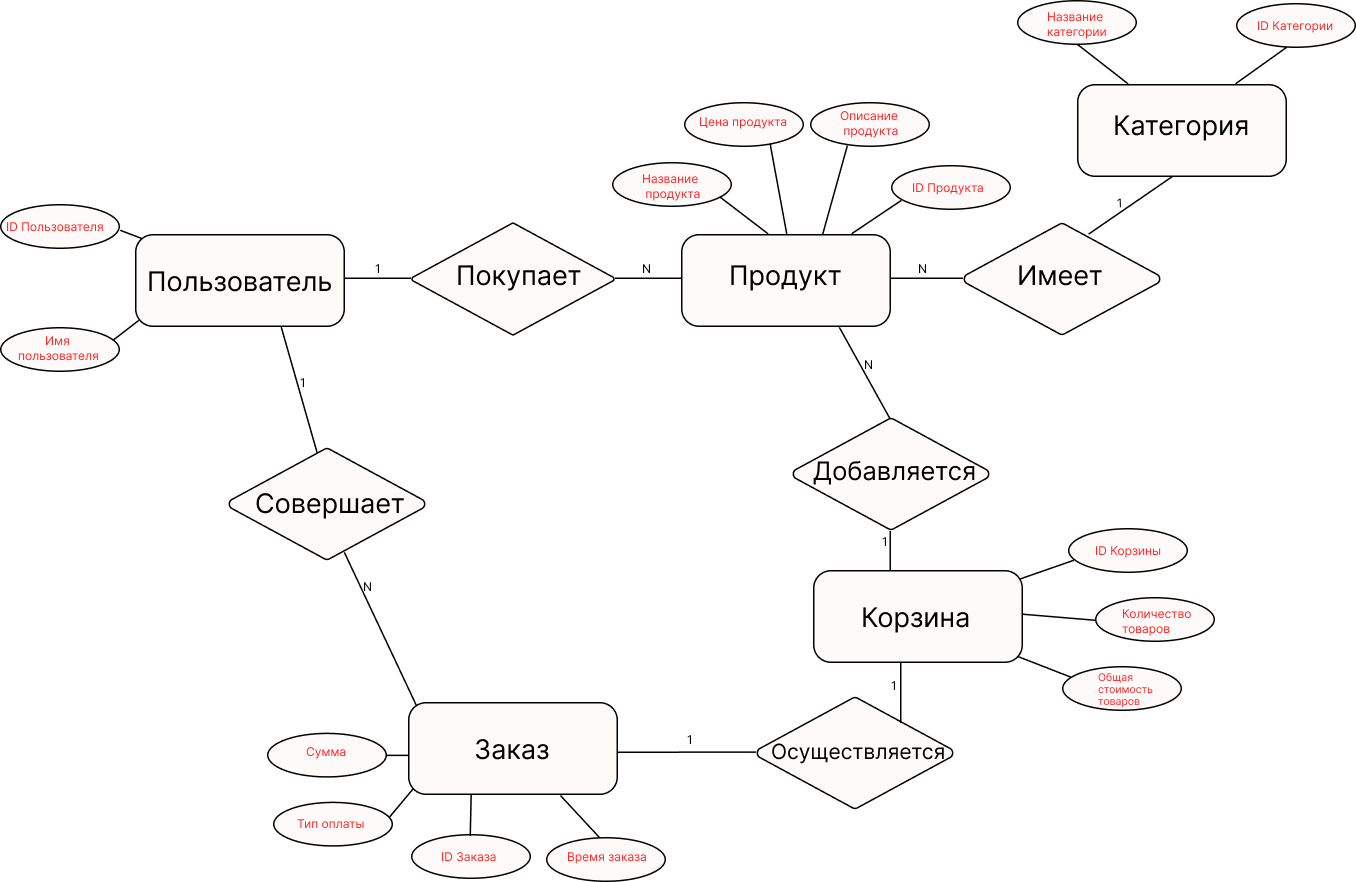 Название
категории
ID Категории
Категория
Цена продукта
Описание
продукта
Название
продукта
ID Продукта
1
ID Пользователя
Пользователь
1
Покупает
N
Продукт
N
Имеет
Имя
пользователя
1
N
Совершает
Добавляется
N
1
ID Корзины
Корзина
Количество
товаров
1
Общая
стоимость
товаров
Сумма
Заказ
1
Осуществляется
Тип оплаты
ID Заказа
Время заказа